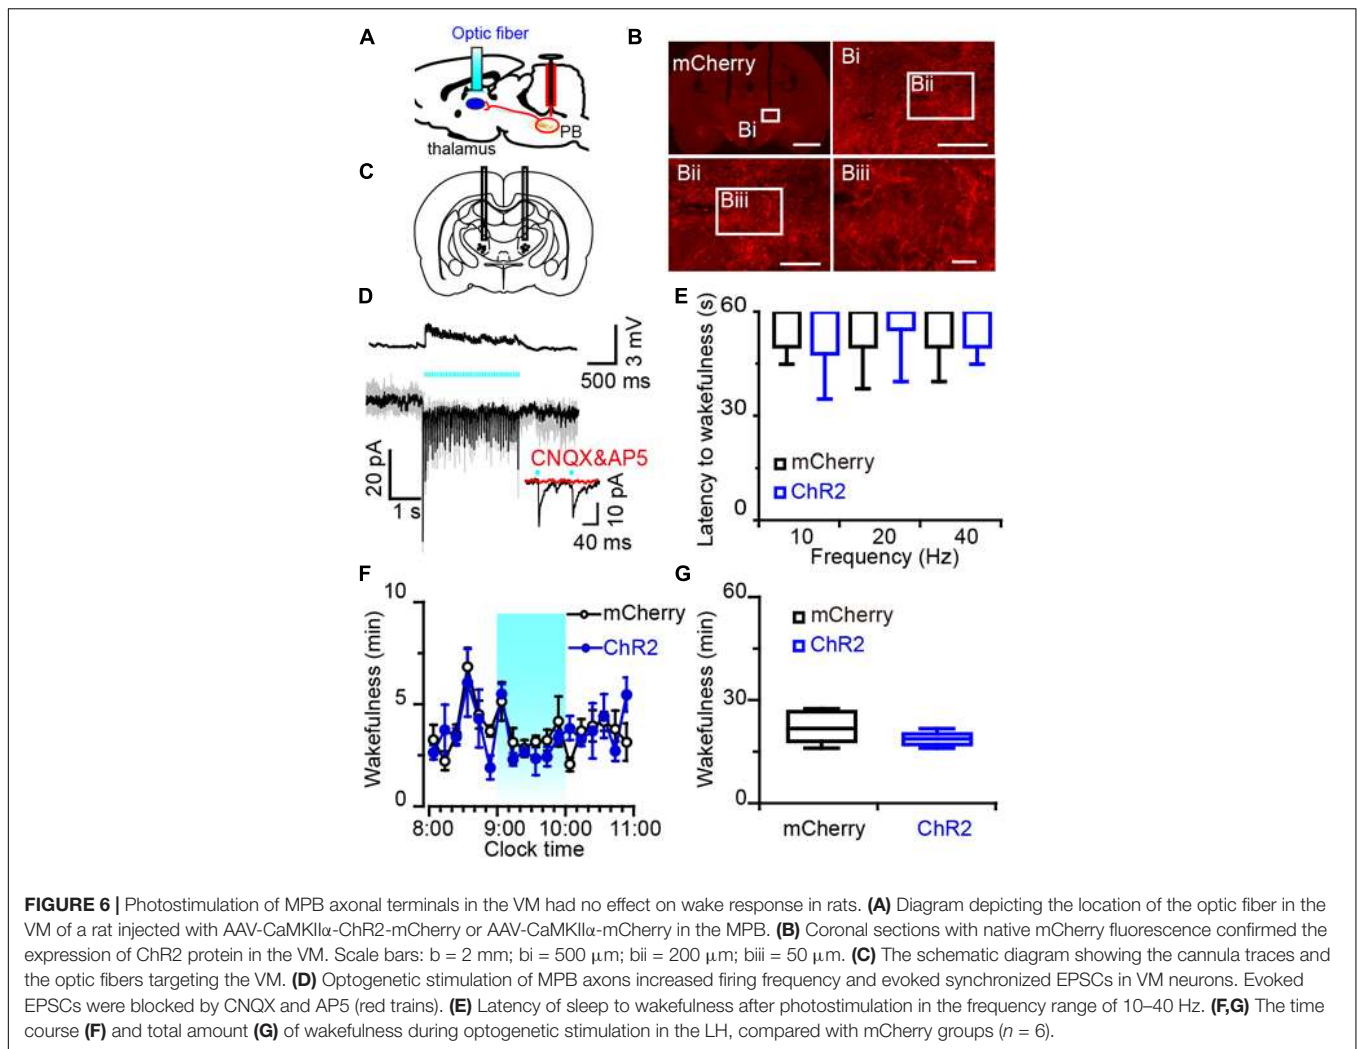 A
Optic fiber
thalamus
PB
B
mCherry
Bi
Bi
Bii
Bii
Biii
Biii
C
D
3 mV
500 ms
20 pA
1 s
CNQX&AP5
10 pA
40 ms
E
Latency to wakefulness (s)
60
30
0
mCherry
ChR2
10 20 40
Frequency (Hz)
F
Wakefulness (min)
10
5
0
mCherry
ChR2
8:00 9:00 10:00 11:00
Clock time
G
Wakefulness (min)
60
30
0
mCherry
ChR2
mCherry ChR2
FIGURE 6 | Photostimulation of MPB axonal terminals in the VM had no effect on wake response in rats. (A) Diagram depicting the location of the optic fiber in the
VM of a rat injected with AAV-CaMKIIα-ChR2-mCherry or AAV-CaMKIIα-mCherry in the MPB. (B) Coronal sections with native mCherry fluorescence confirmed the
expression of ChR2 protein in the VM. Scale bars: b = 2 mm; bi = 500 μm; bii = 200 μm; biii = 50 μm. (C) The schematic diagram showing the cannula traces and
the optic fibers targeting the VM. (D) Optogenetic stimulation of MPB axons increased firing frequency and evoked synchronized EPSCs in VM neurons. Evoked
EPSCs were blocked by CNQX and AP5 (red trains). (E) Latency of sleep to wakefulness after photostimulation in the frequency range of 10–40 Hz. (F,G) The time
course (F) and total amount (G) of wakefulness during optogenetic stimulation in the LH, compared with mCherry groups (n = 6).